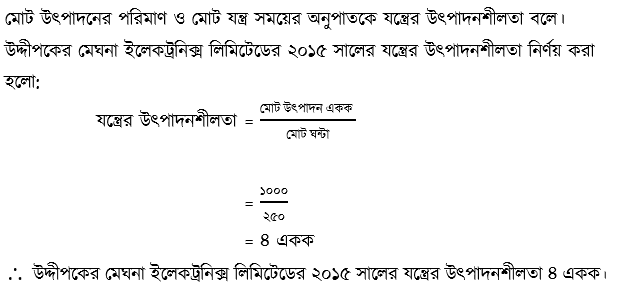 মোট উৎপাদনের পরিমাণ ও মোট যন্ত্র সময়ের অনুপাতকে যন্ত্রের উৎপাদনশীলতা বলে।
উদ্দীপকের মেঘনা ইলেকট্রনিক্স লিমিটেডের ২০১৫ সালের যন্ত্রের উৎপাদনশীলতা নির্ণয় করা
হলো:
যন্ত্রের উৎপাদনশীলতা = মোট উৎপাদন একক
মোট ঘন্টা
= ১০০০
২৫০
= ৪ একক
∴ উদ্দীপকের মেঘনা ইলেকট্রনিক্স লিমিটেডের ২০১৫ সালের যন্ত্রের উৎপাদনশীলতা ৪ একক।